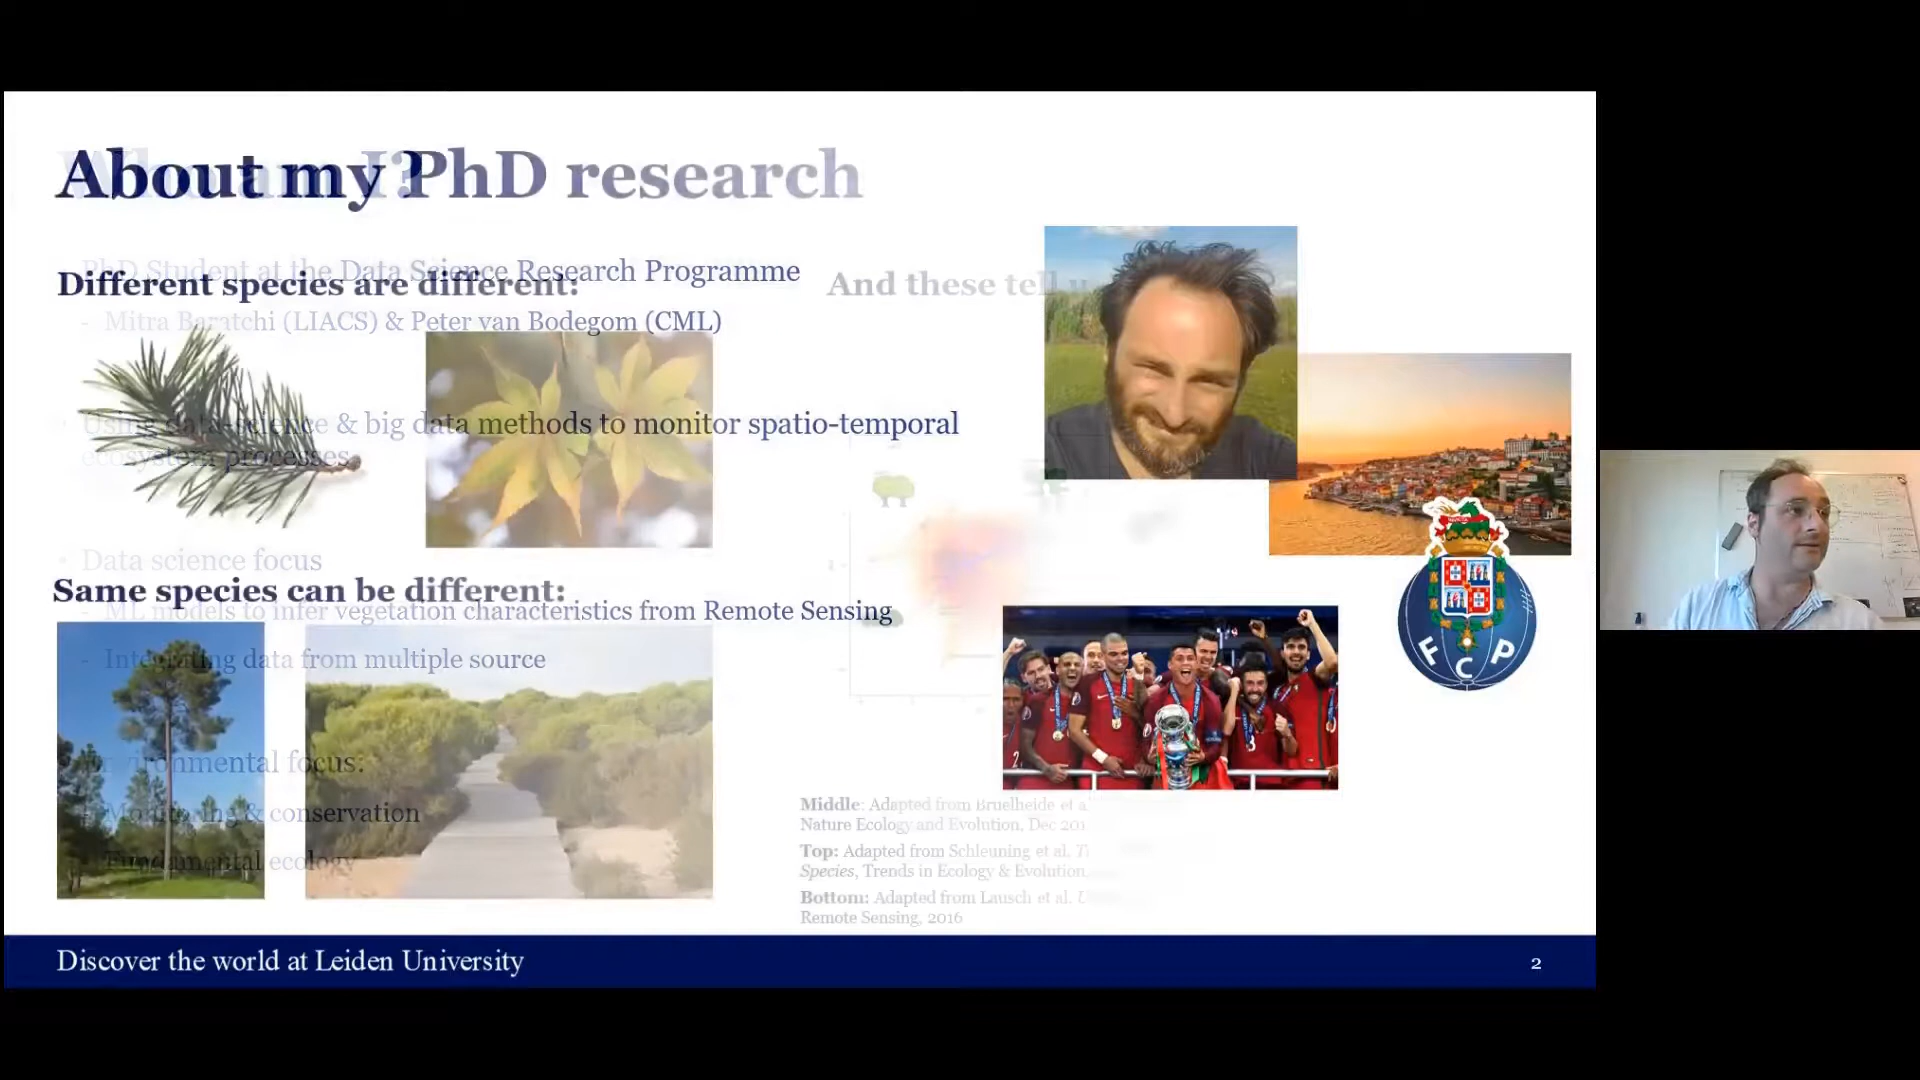 Who am I?
About my PhD research
PhD Student at the Data Science Research Programme
Different species are different:
And these tell u
- Mitra Baratchi (LIACS) & Peter van Bodegom (CML)
Using data-science & big data methods to monitor spatio-temporal
ecosystem processes
• Data science focus
Same species can be different:
- ML models to infer vegetation characteristics from Remote Sensing
- Integrating data from multiple source
Environmental focus:
- Monitoring & conservation
- Fundamental ecology
FCP
Middle: Adapted from Bruelheide et a
Nature Ecology and Evolution, Dec 201
Top: Adapted from Schleuning et al.
Species, Trends in Ecology & Evolution,
Bottom: Adapted from Lausch et al.
Remote Sensing, 2016
Discover the world at Leiden University
2